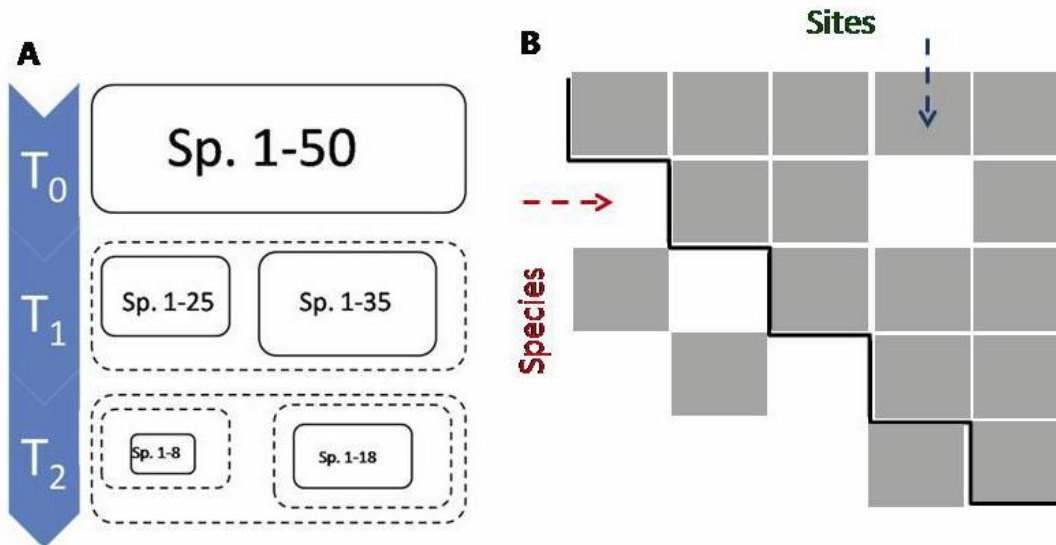 A
T0
Sp. 1-50
T1
Sp. 1-25
Sp. 1-35
T2
Sp. 1-8
Sp. 1-18
B
Sites
Species